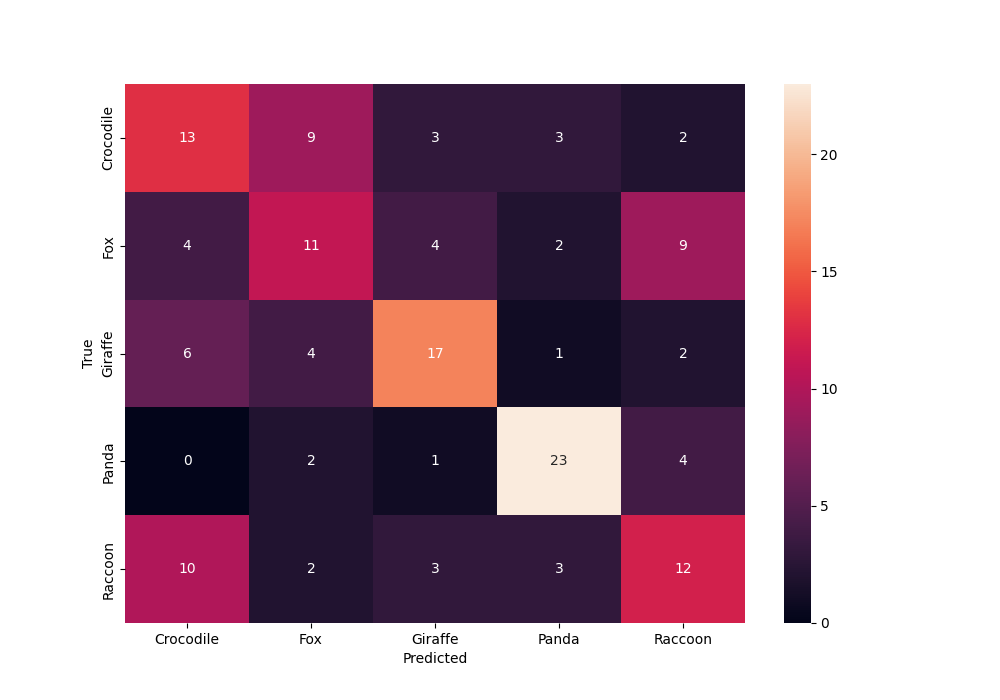 Crocodile 13 9 3 3 2
Fox 4 11 4 2 9
Giraffe 6 4 17 1 2
Panda 0 2 1 23 4
Raccoon 10 2 3 3 12
True
Crocodile Fox Giraffe Panda Raccoon
Predicted
20
15
10
5
0